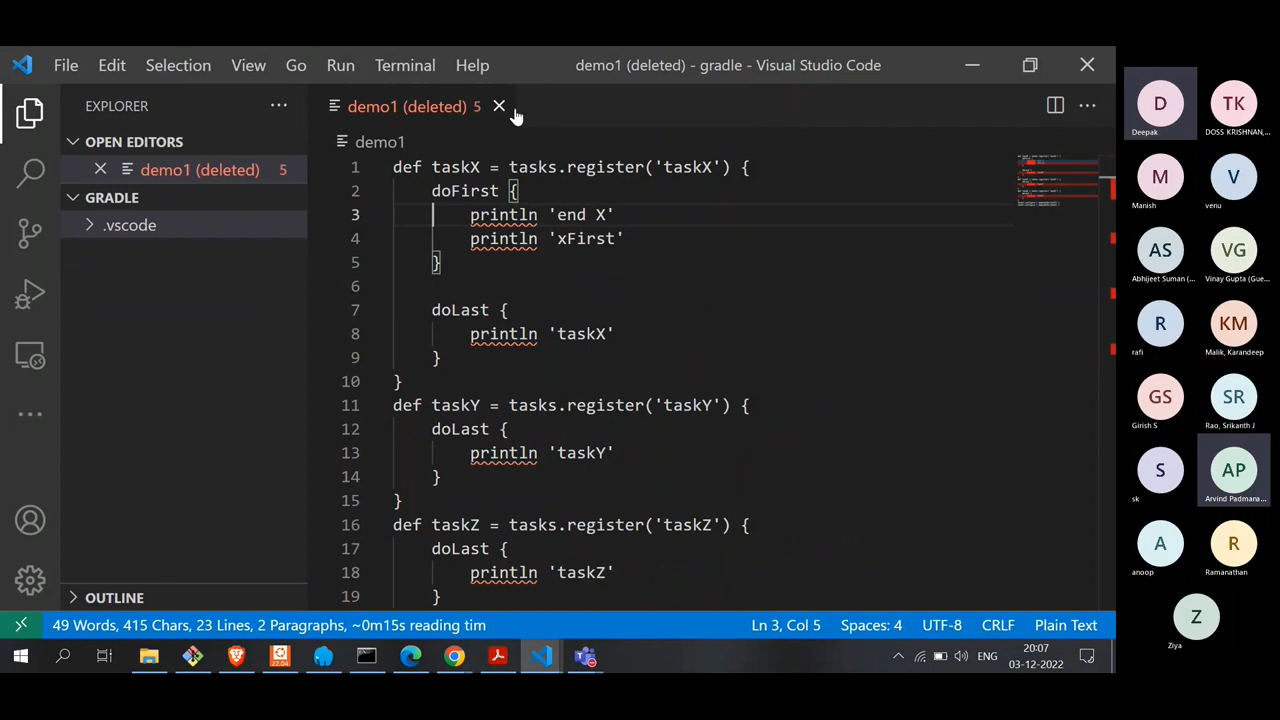 File Edit Selection View Go Run Terminal Help demo1 (deleted) - gradle - Visual Studio Code
EXPLORER
OPEN EDITORS
demo1 (deleted) 5
GRADLE
.vscode
OUTLINE
demo1 (deleted) 5
demo1
1 def taskX = tasks.register('taskX') {
2 doFirst {
3 println 'end X'
4 println 'xFirst'
5 }
6
7 doLast {
8 println 'taskX'
9 }
10 }
11 def taskY = tasks.register('taskY') {
12 doLast {
13 println 'taskY'
14 }
15 }
16 def taskZ = tasks.register('taskZ') {
17 doLast {
18 println 'taskZ'
19 }
49 Words, 415 Chars, 23 Lines, 2 Paragraphs, ~0m15s reading tim Ln 3, Col 5 Spaces: 4 UTF-8 CRLF Plain Text
22.04
ENG
20:07
03-12-2022
D
Deepak
TK
DOSS KRISHNAN,...
M
Manish
V
venu
AS
Abhijeet Suman (...
VG
Vinay Gupta (Gue...
R
rafi
KM
Malik, Karandeep
GS
Girish S
SR
Rao, Srikanth J
S
sk
AP
Arvind Padmana...
A
anoop
R
Ramanathan
Z
Ziya